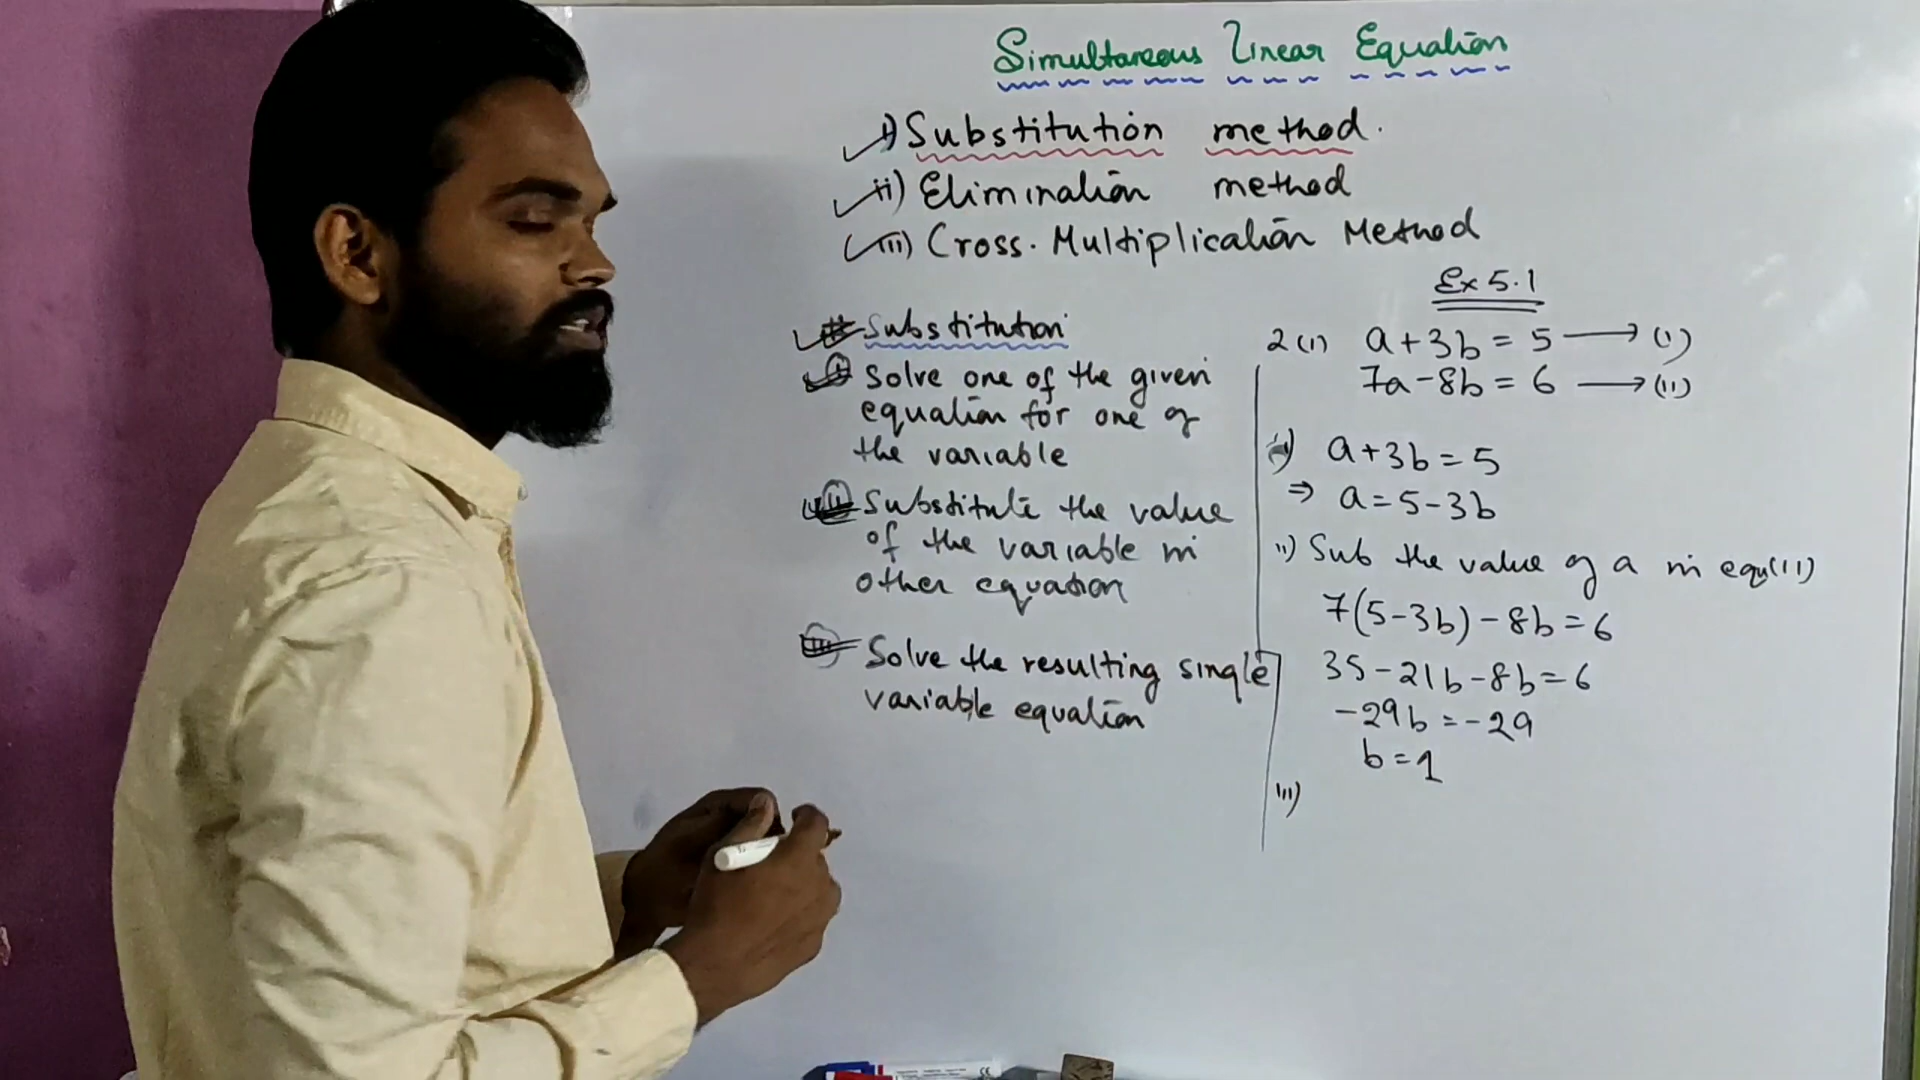 Simultaneous Linear Equation
i) Substitution method.
ii) Elimination method
(iii) Cross. Multiplication Method
Substitution
(i) Solve one of the given
equation for one of
the variable
(ii) Substitute the value
of the variable in
other equation
(iii) Solve the resulting single
variable equation
Ex 5.1
2(1) a+3b = 5 → (i)
7a-8b = 6 → (ii)
i) a+3b = 5
⇒ a = 5-3b
ii) Sub the value of a in equ(ii)
7(5-3b)-8b = 6
35-21b-8b = 6
-29b = -29
b = 1
iii)